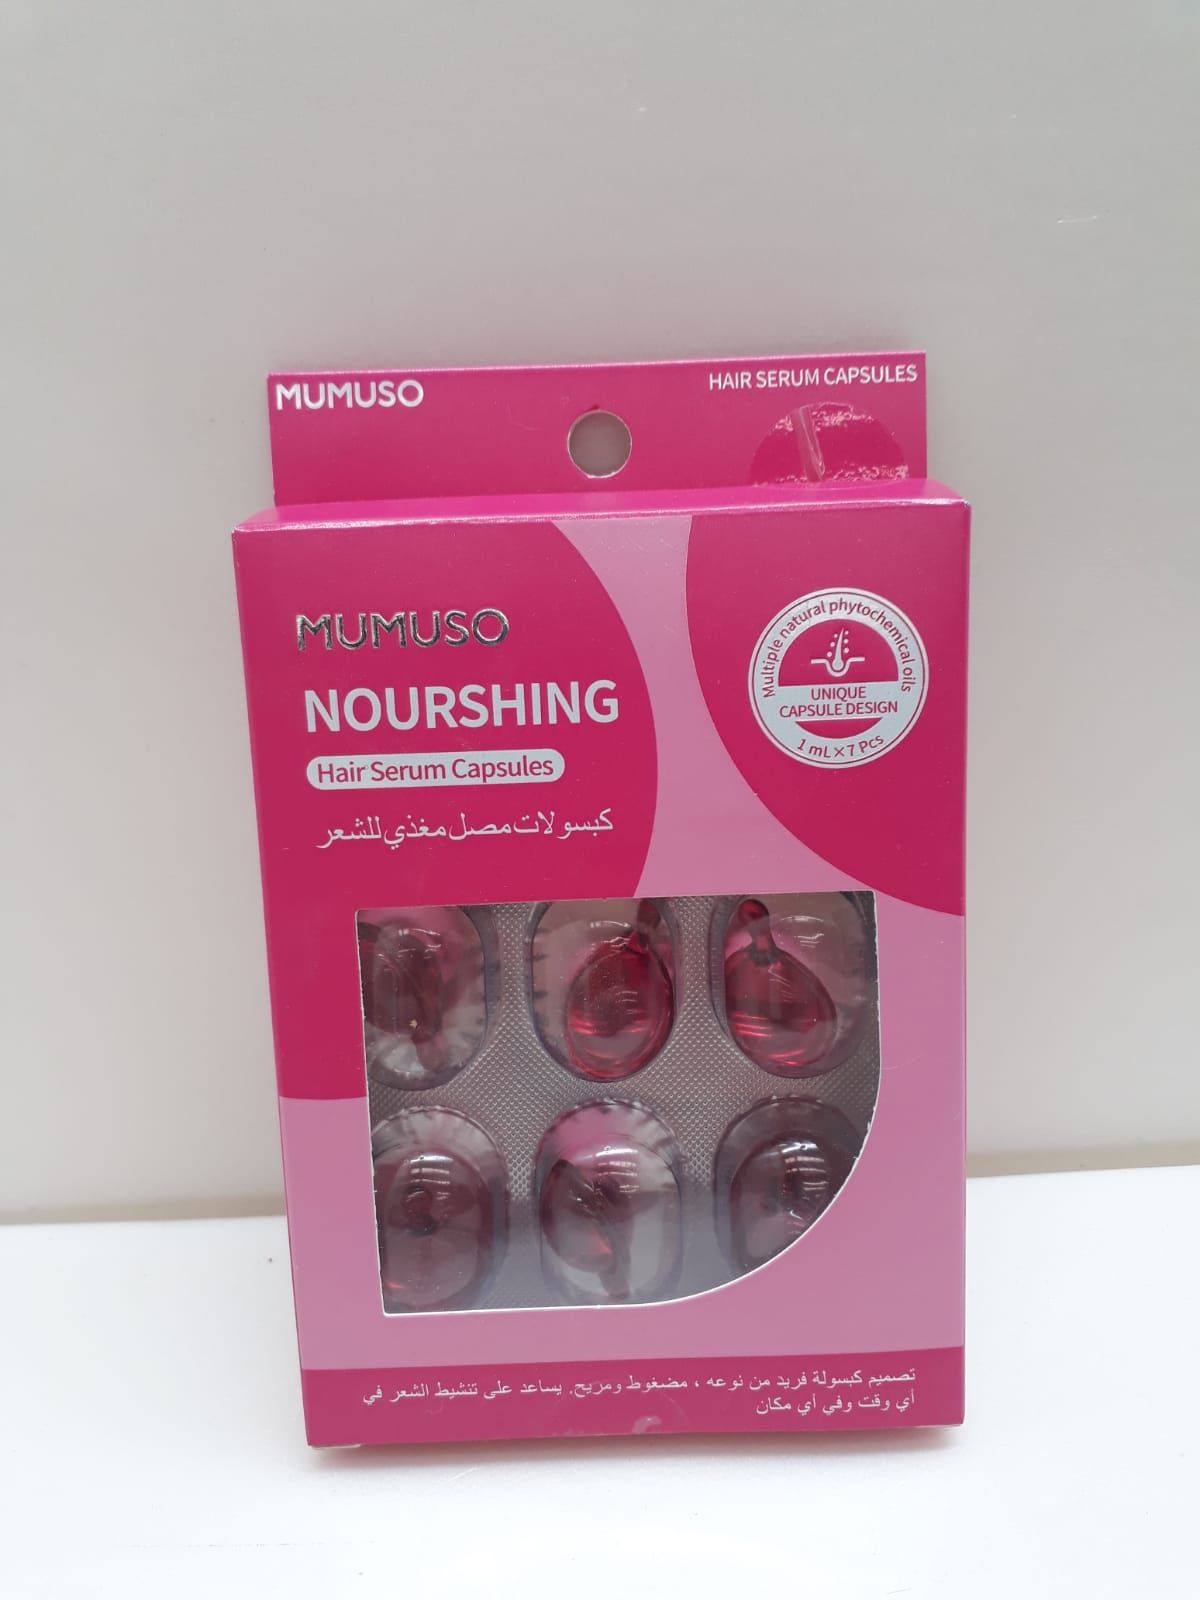 MUMUSO
HAIR SERUM CAPSULES
MUMUSO
NOURSHING
Hair Serum Capsules
كبسولات مصل مغذي للشعر
Multiple natural phytochemical oils
UNIQUE
CAPSULE DESIGN
1 mL×7 Pcs
تصميم كبسولة فريد من نوعه ، مضغوط ومريح. يساعد على تنشيط الشعر في
أي وقت وفي أي مكان